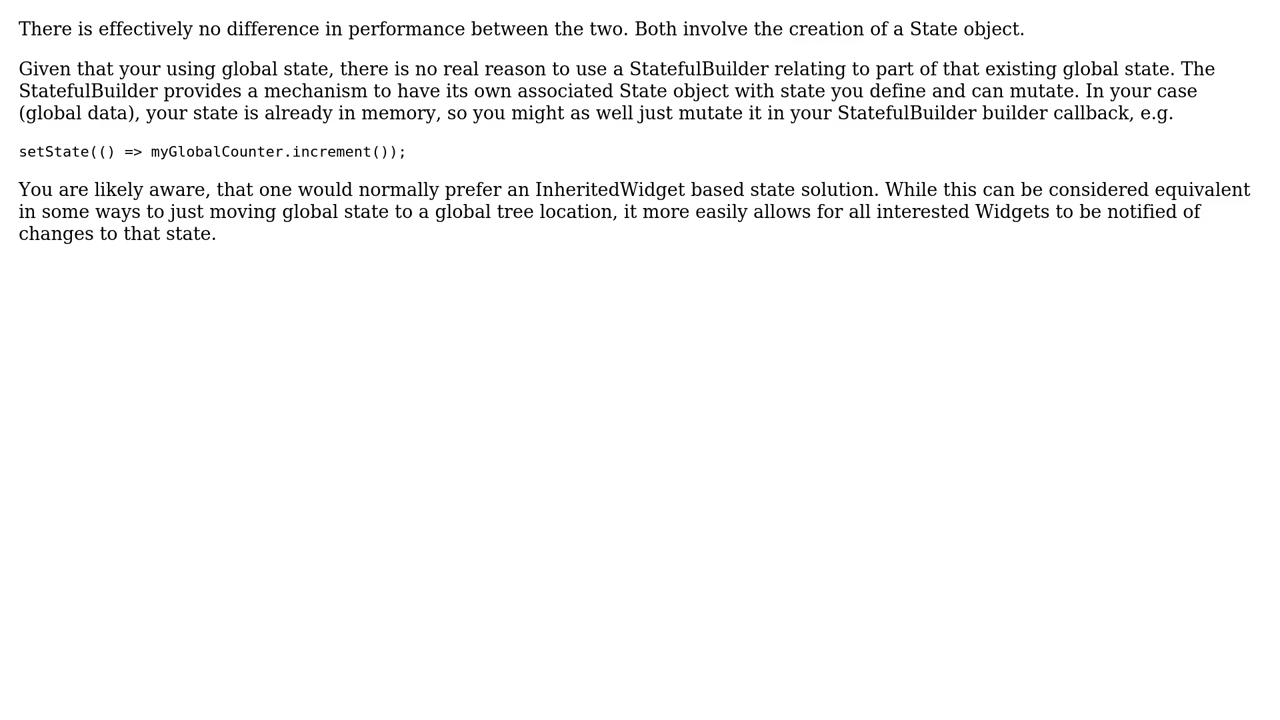 There is effectively no difference in performance between the two. Both involve the creation of a State object.
Given that your using global state, there is no real reason to use a StatefulBuilder relating to part of that existing global state. The
StatefulBuilder provides a mechanism to have its own associated State object with state you define and can mutate. In your case
(global data), your state is already in memory, so you might as well just mutate it in your StatefulBuilder builder callback, e.g.
setState(() => myGlobalCounter.increment());
You are likely aware, that one would normally prefer an InheritedWidget based state solution. While this can be considered equivalent
in some ways to just moving global state to a global tree location, it more easily allows for all interested Widgets to be notified of
changes to that state.